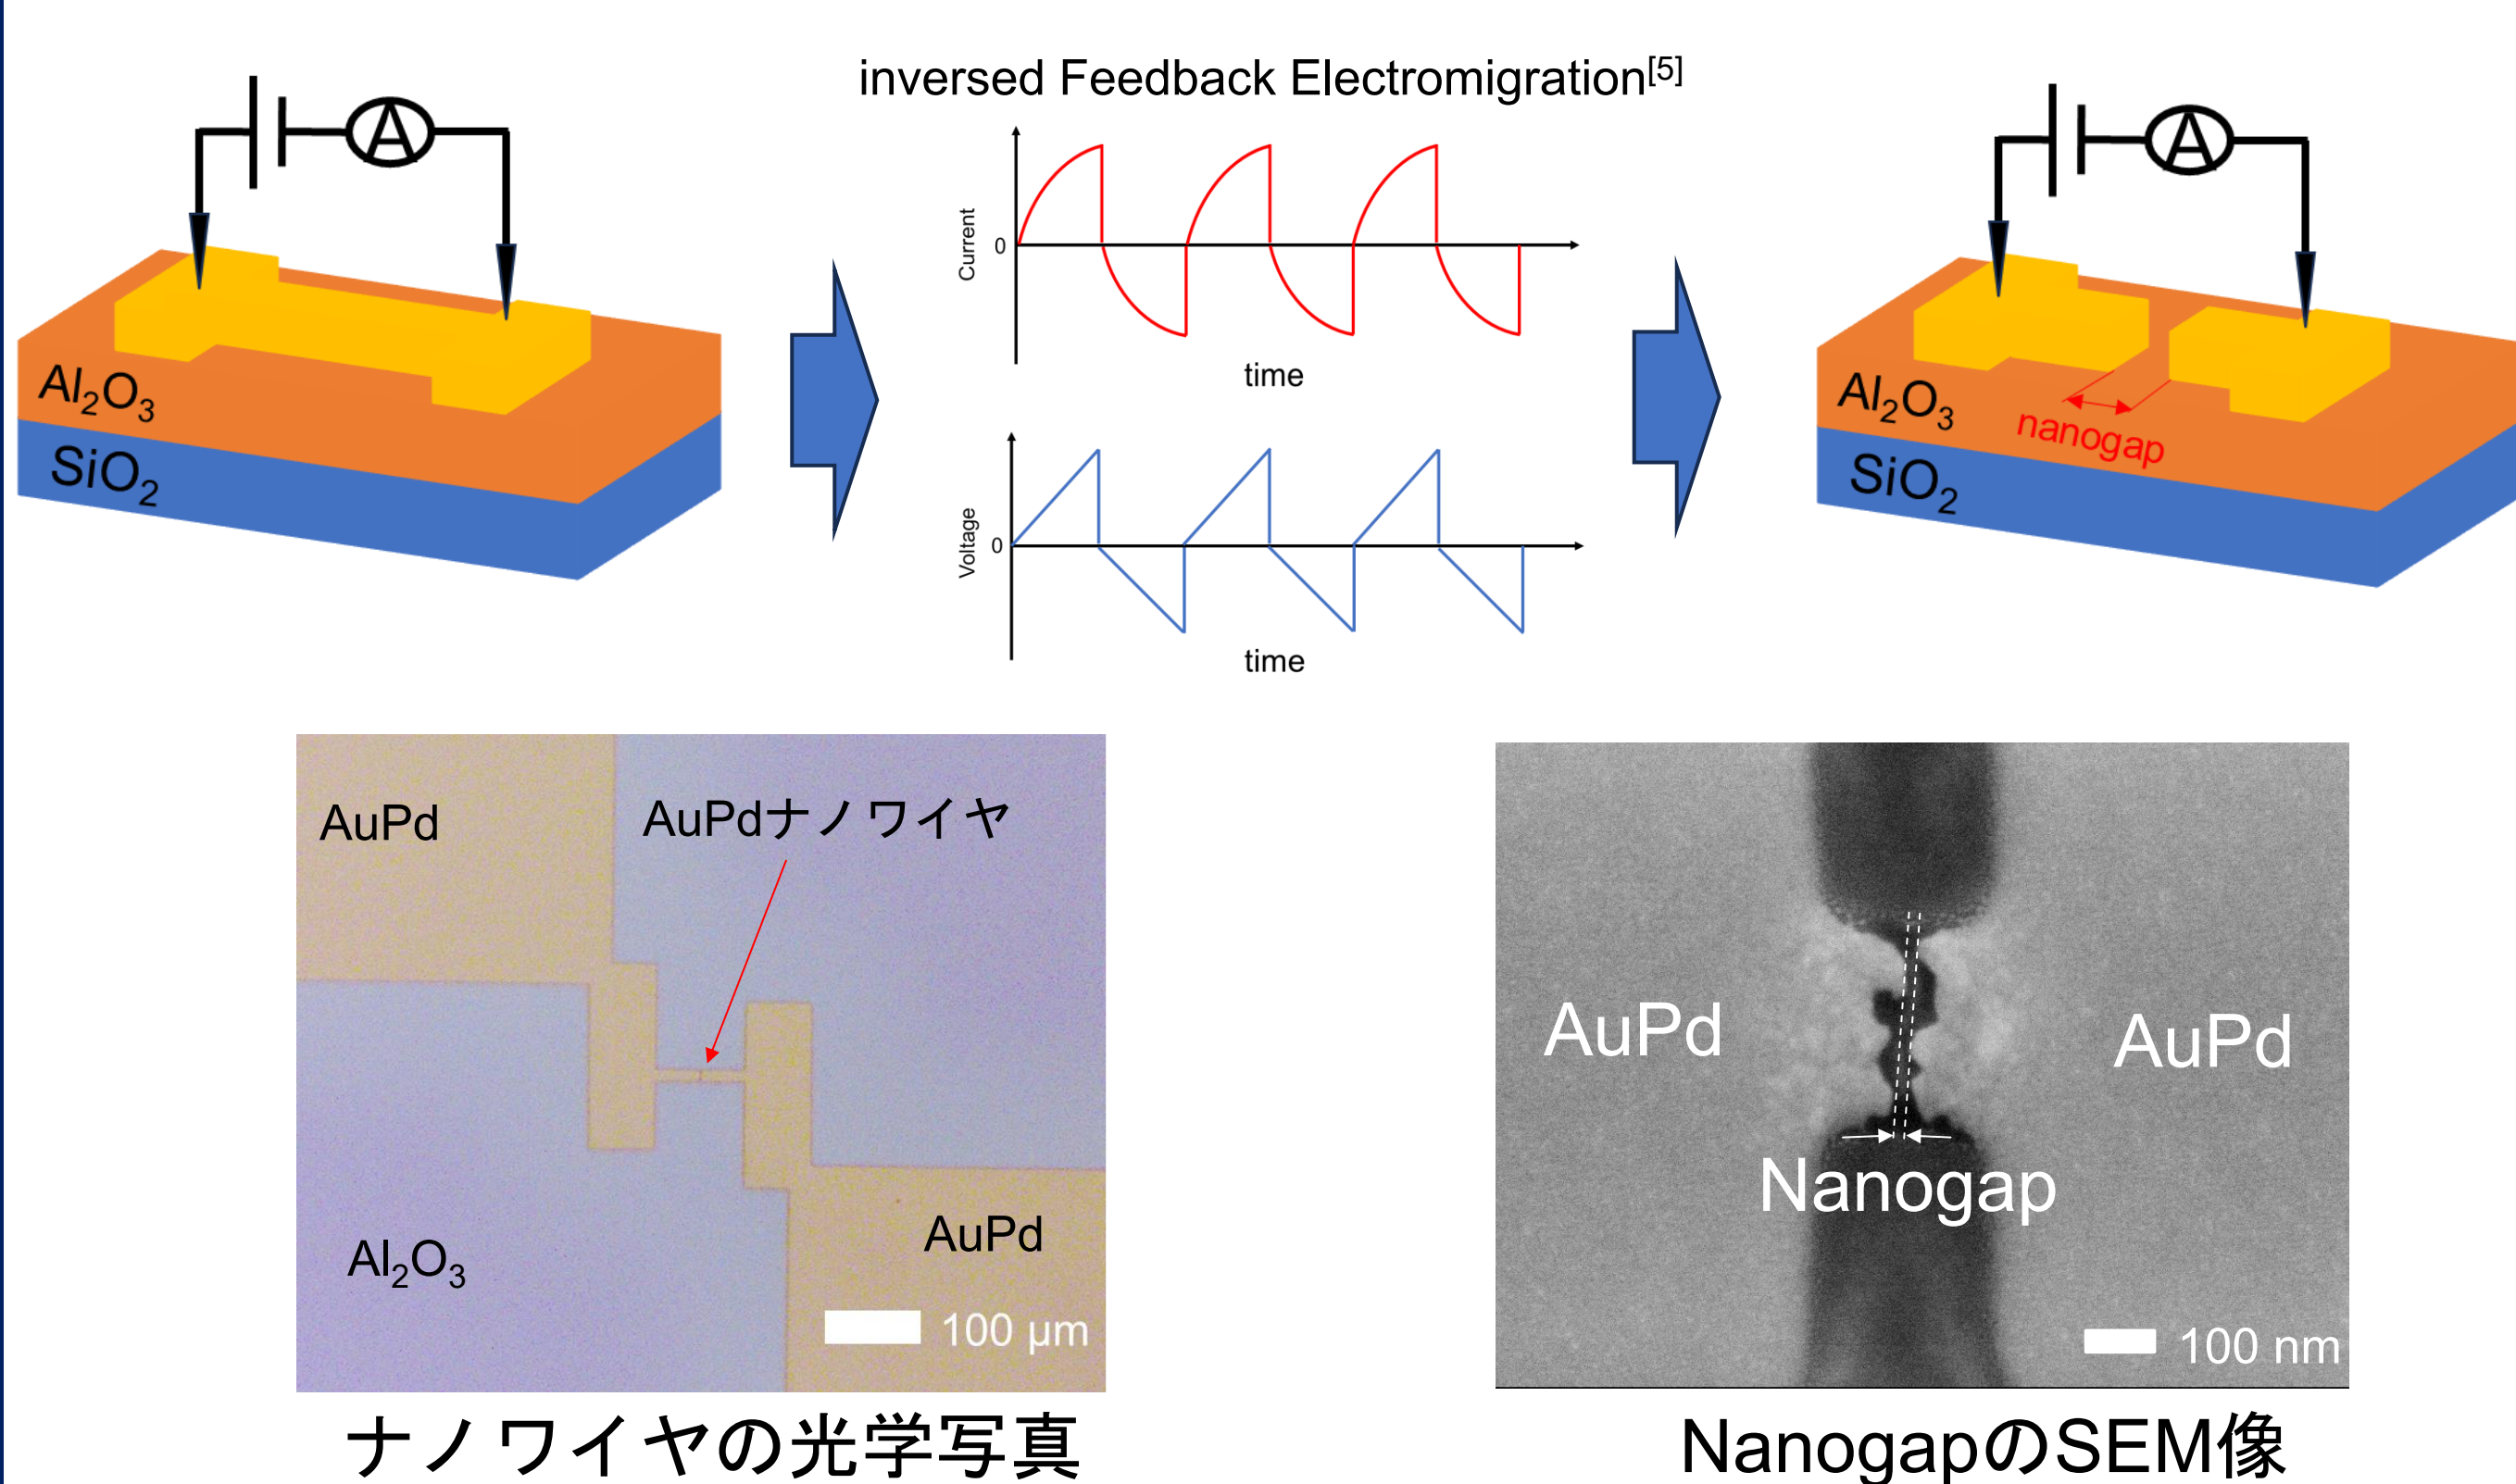 inversed Feedback Electromigration[5]
A
Al2O3
SiO2
Current
0
time
Voltage
0
time
A
Al2O3
SiO2
nanogap
AuPd
AuPdナノワイヤ
Al2O3
AuPd
100 μm
ナノワイヤの光学写真
AuPd
AuPd
Nanogap
100 nm
NanogapのSEM像